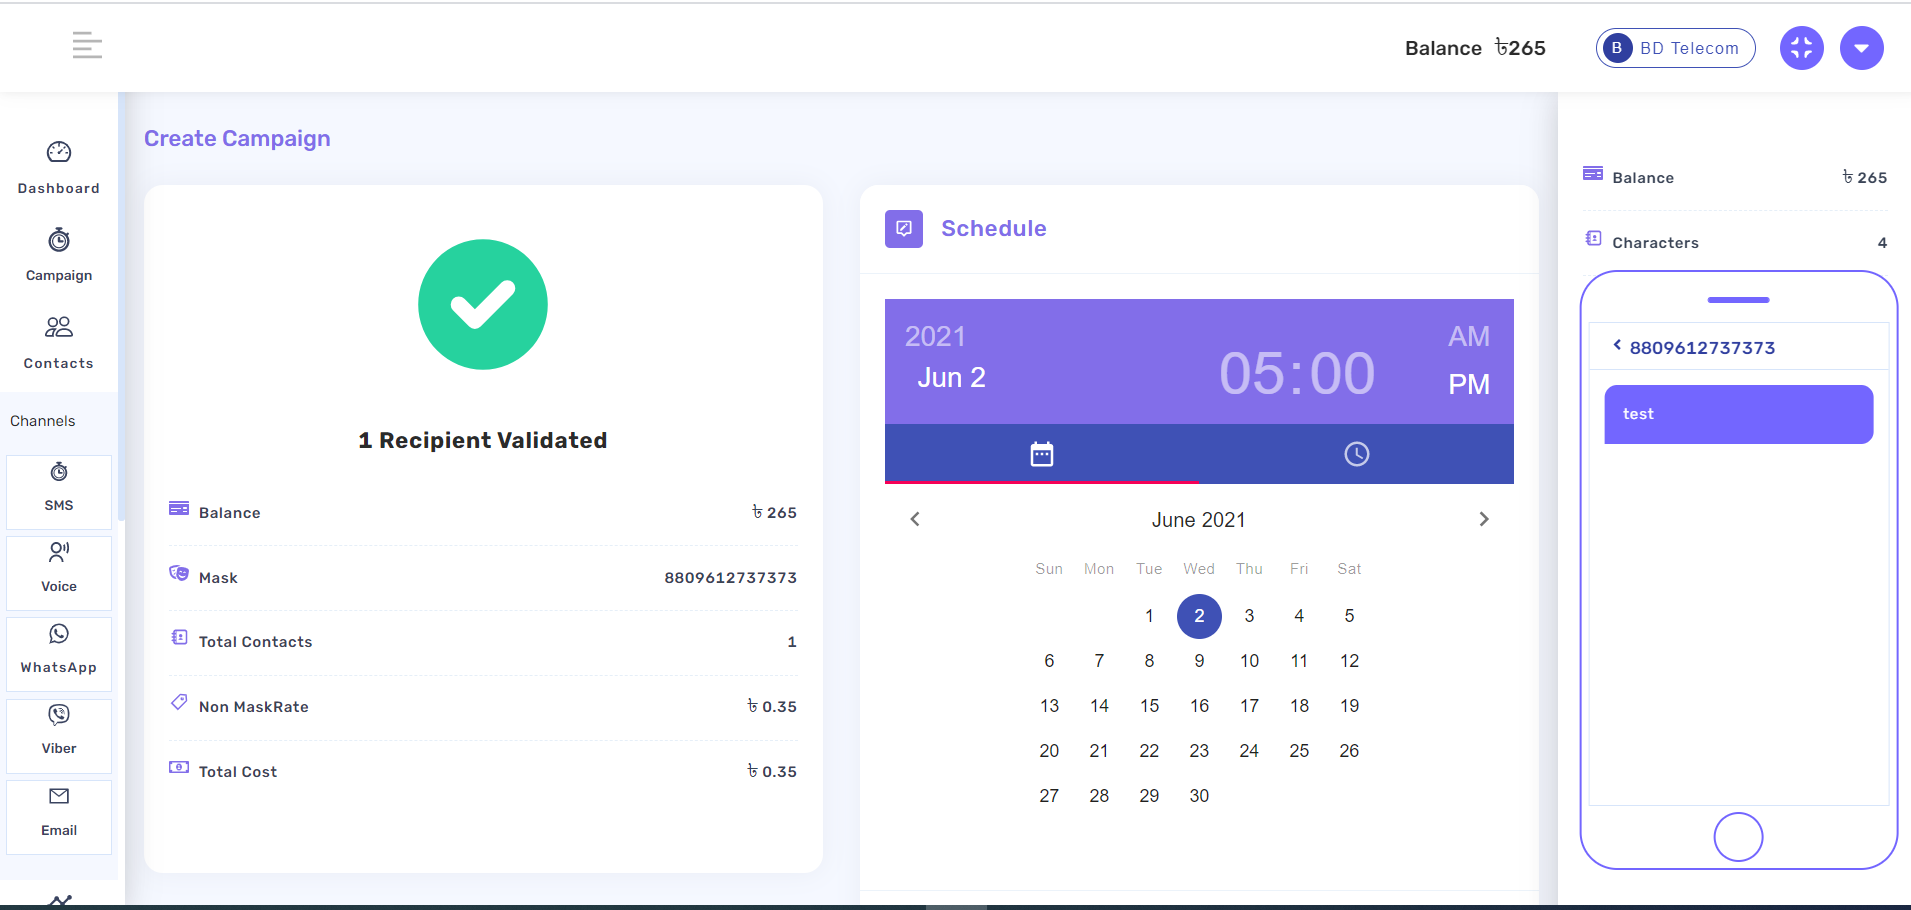 Balance ৳265
B BD Telecom
Dashboard
Campaign
Contacts
Channels
SMS
Voice
WhatsApp
Viber
Email
Create Campaign
1 Recipient Validated
Balance ৳ 265
Mask 8809612737373
Total Contacts 1
Non MaskRate ৳ 0.35
Total Cost ৳ 0.35
Schedule
2021
Jun 2
05:00
AM
PM
June 2021
Sun Mon Tue Wed Thu Fri Sat
1 2 3 4 5
6 7 8 9 10 11 12
13 14 15 16 17 18 19
20 21 22 23 24 25 26
27 28 29 30
Balance ৳ 265
Characters 4
8809612737373
test